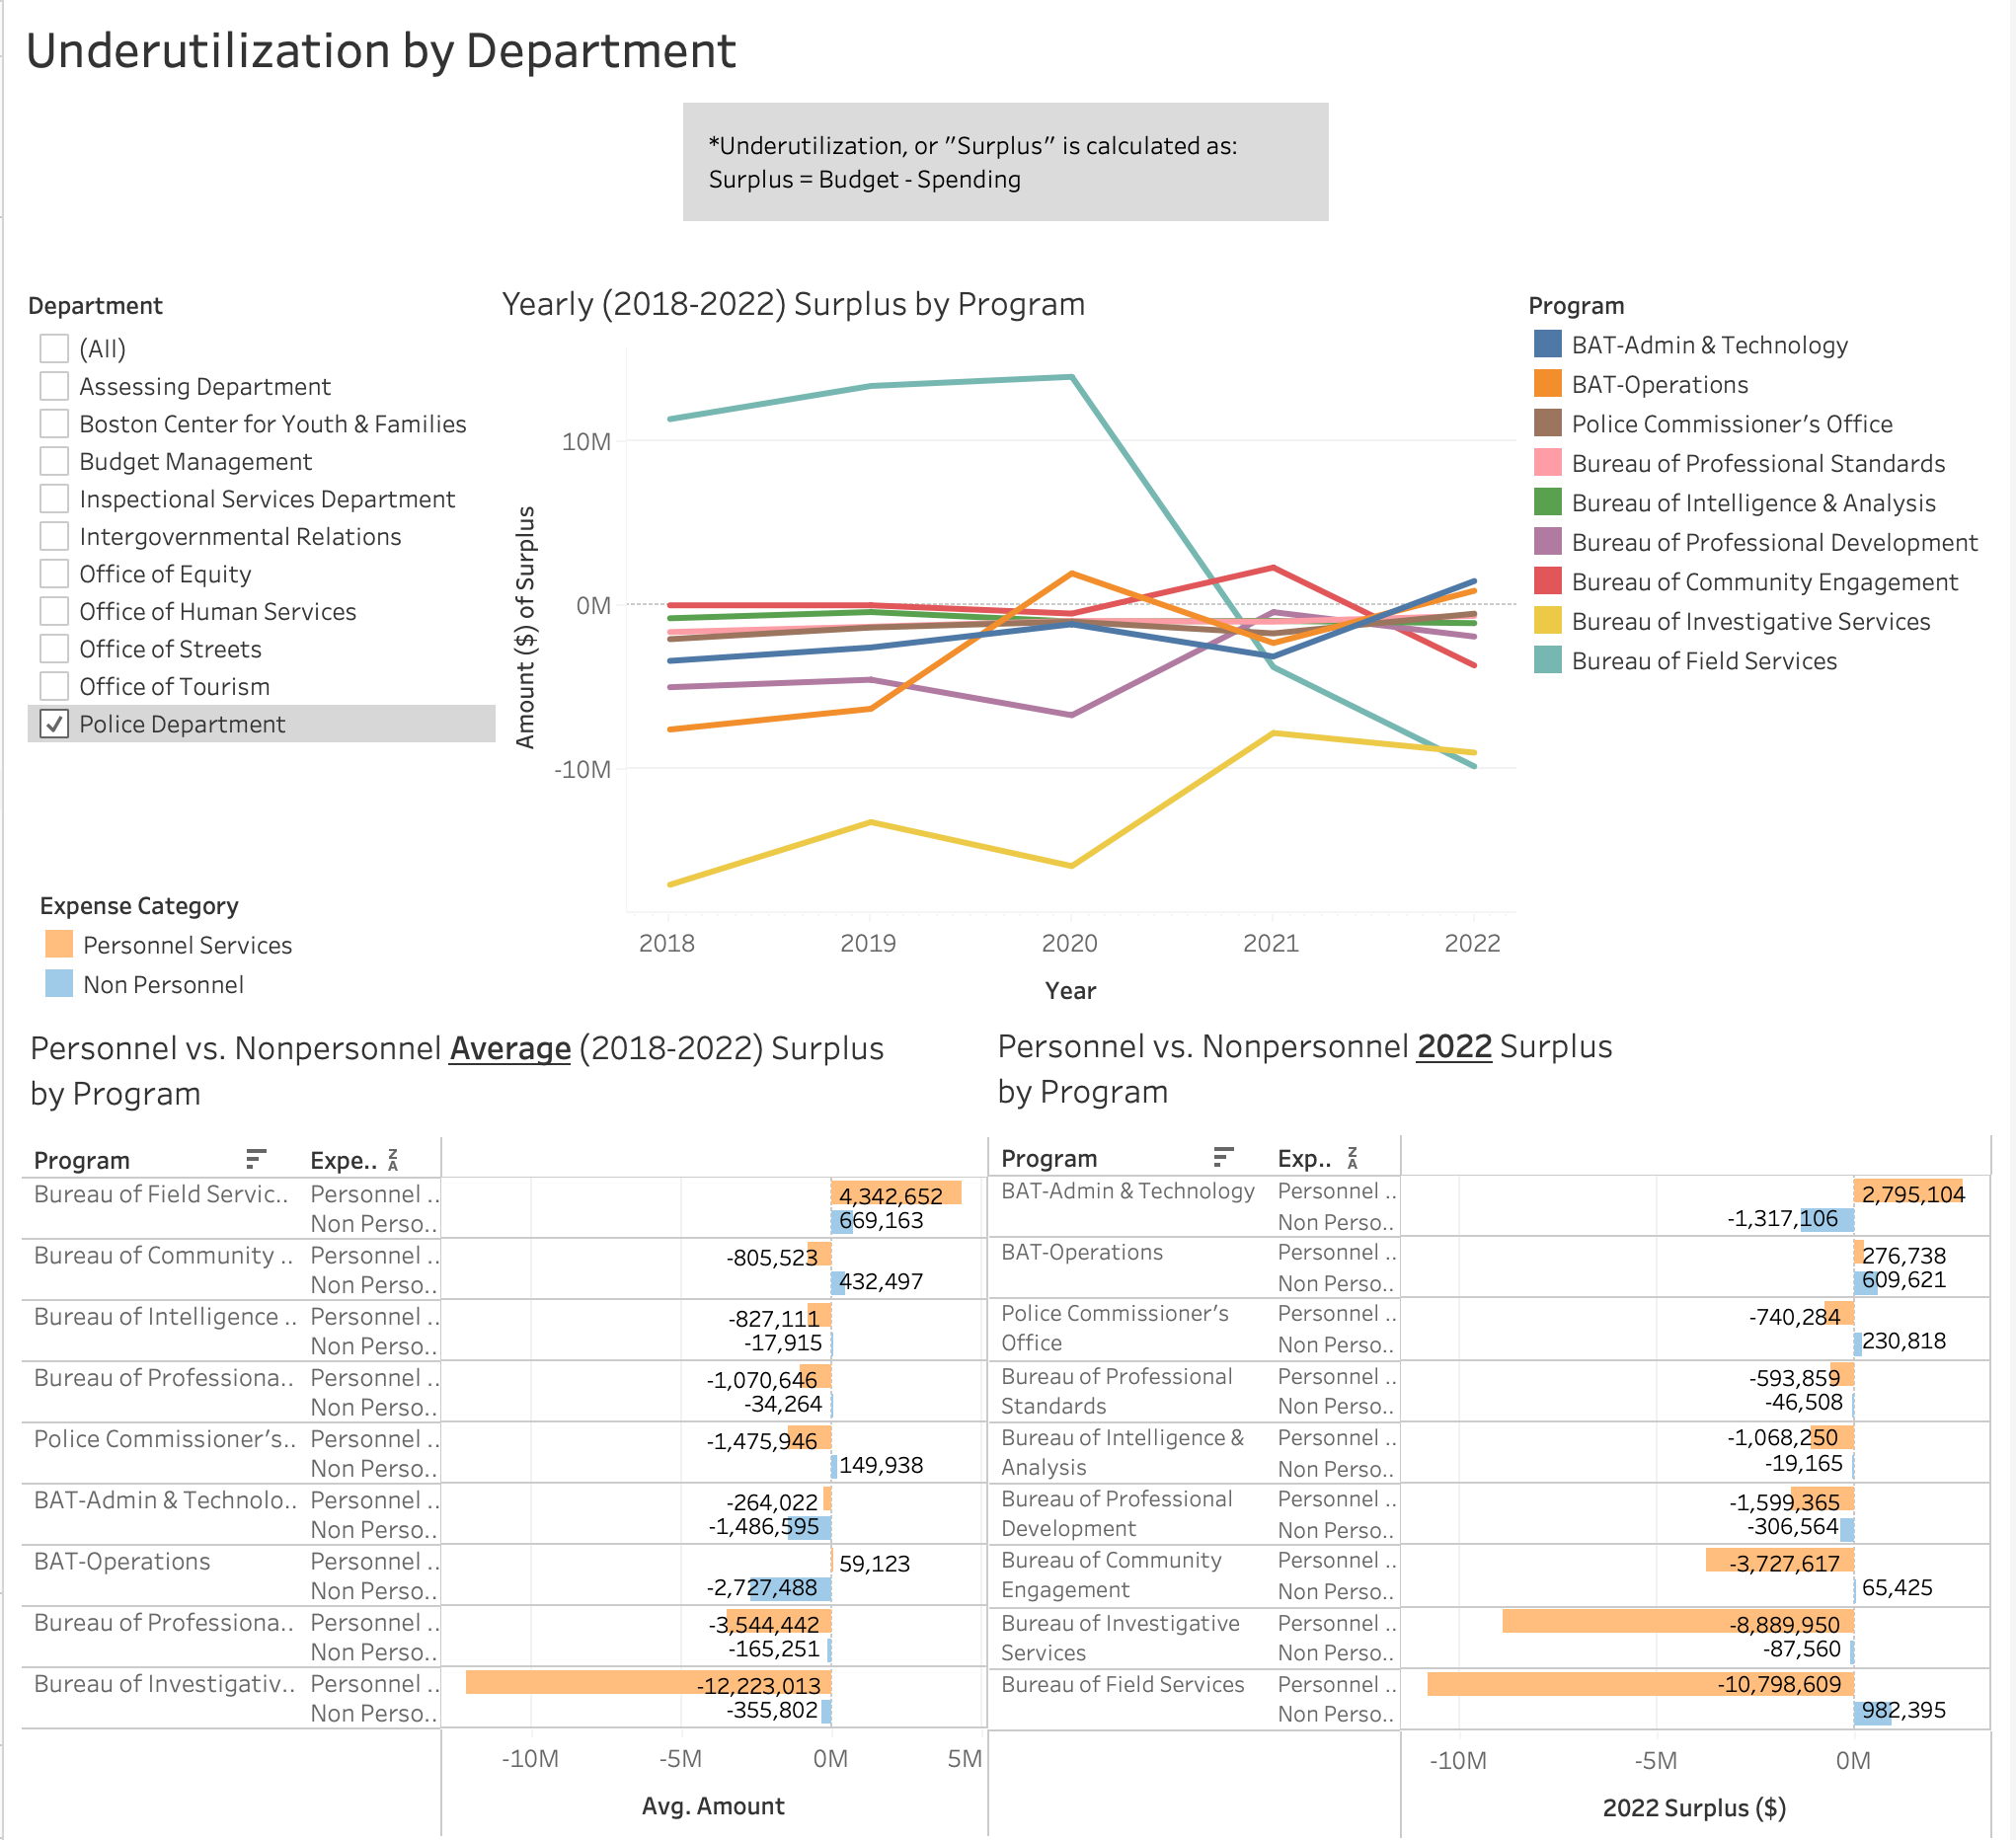 Underutilization by Department
*Underutilization, or "Surplus" is calculated as:
Surplus = Budget - Spending
Department
(All)
Assessing Department
Boston Center for Youth & Families
Budget Management
Inspectional Services Department
Intergovernmental Relations
Office of Equity
Office of Human Services
Office of Streets
Office of Tourism
Police Department
Expense Category
Personnel Services
Non Personnel
Yearly (2018-2022) Surplus by Program
Amount ($) of Surplus
10M
0M
-10M
2018 2019 2020 2021 2022
Year
Program
BAT-Admin & Technology
BAT-Operations
Police Commissioner's Office
Bureau of Professional Standards
Bureau of Intelligence & Analysis
Bureau of Professional Development
Bureau of Community Engagement
Bureau of Investigative Services
Bureau of Field Services
Personnel vs. Nonpersonnel Average (2018-2022) Surplus
by Program
Program Expe.. Z A
Bureau of Field Servic.. Personnel .. 4,342,652
Non Perso.. 669,163
Bureau of Community .. Personnel .. -805,523
Non Perso.. 432,497
Bureau of Intelligence .. Personnel .. -827,111
Non Perso.. -17,915
Bureau of Professiona.. Personnel .. -1,070,646
Non Perso.. -34,264
Police Commissioner's.. Personnel .. -1,475,946
Non Perso.. 149,938
BAT-Admin & Technolo.. Personnel .. -264,022
Non Perso.. -1,486,595
BAT-Operations Personnel .. 59,123
Non Perso.. -2,727,488
Bureau of Professiona.. Personnel .. -3,544,442
Non Perso.. -165,251
Bureau of Investigativ.. Personnel .. -12,223,013
Non Perso.. -355,802
-10M -5M 0M 5M
Avg. Amount
Personnel vs. Nonpersonnel 2022 Surplus
by Program
Program Exp.. Z A
BAT-Admin & Technology Personnel .. 2,795,104
Non Perso.. -1,317,106
BAT-Operations Personnel .. 276,738
Non Perso.. 609,621
Police Commissioner's Personnel .. -740,284
Office Non Perso.. 230,818
Bureau of Professional Personnel .. -593,859
Standards Non Perso.. -46,508
Bureau of Intelligence & Personnel .. -1,068,250
Analysis Non Perso.. -19,165
Bureau of Professional Personnel .. -1,599,365
Development Non Perso.. -306,564
Bureau of Community Personnel .. -3,727,617
Engagement Non Perso.. 65,425
Bureau of Investigative Personnel .. -8,889,950
Services Non Perso.. -87,560
Bureau of Field Services Personnel .. -10,798,609
Non Perso.. 982,395
-10M -5M 0M
2022 Surplus ($)